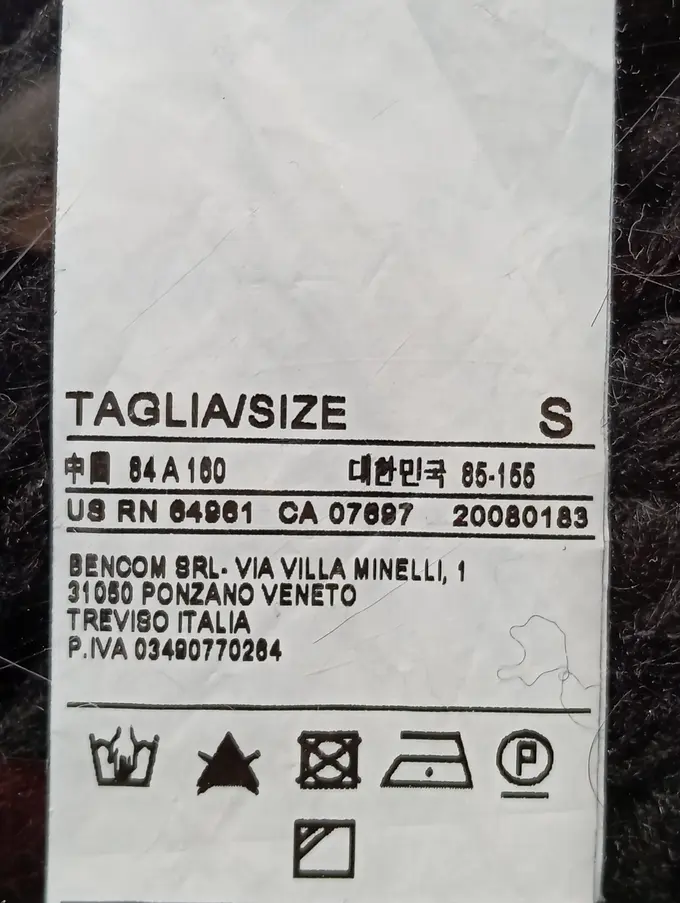 TAGLIA/SIZE S
中國 84 A 160 대한민국 85-155
US RN 64961 CA 07697 20080183
BENCOM SRL- VIA VILLA MINELLI, 1
31050 PONZANO VENETO
TREVISO ITALIA
P.IVA 03490770264
P